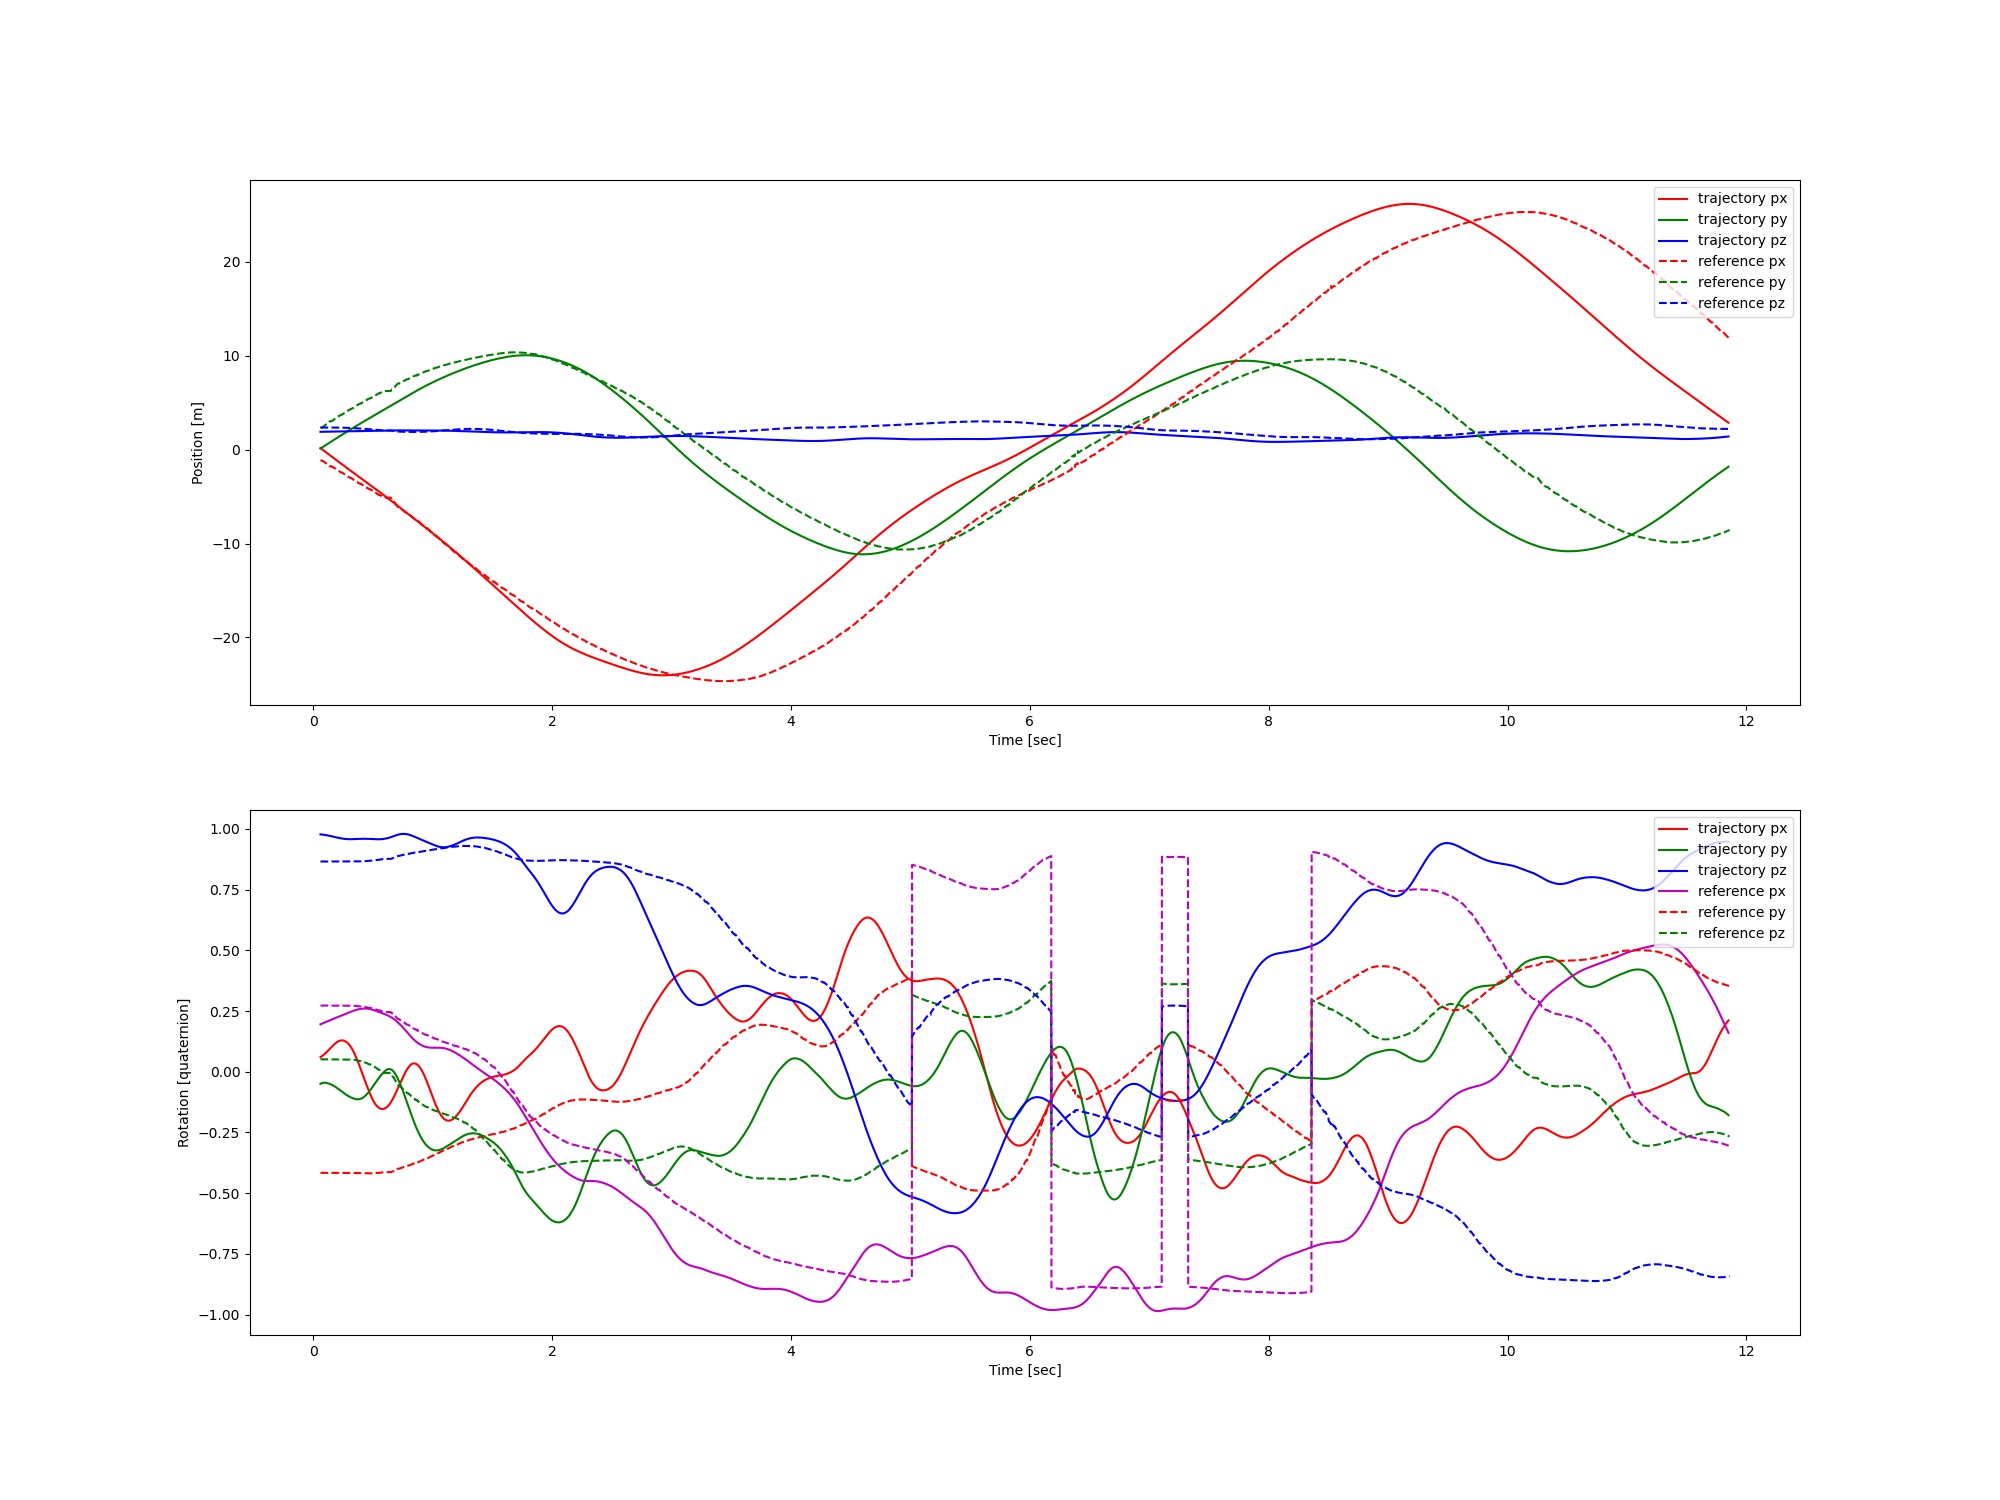 trajectory px
trajectory py
trajectory pz
reference px
reference py
reference pz
20
10
0
−10
−20
Position [m]
0 2 4 6 8 10 12
Time [sec]
trajectory px
trajectory py
trajectory pz
reference px
reference py
reference pz
1.00
0.75
0.50
0.25
0.00
−0.25
−0.50
−0.75
−1.00
Rotation [quaternion]
0 2 4 6 8 10 12
Time [sec]